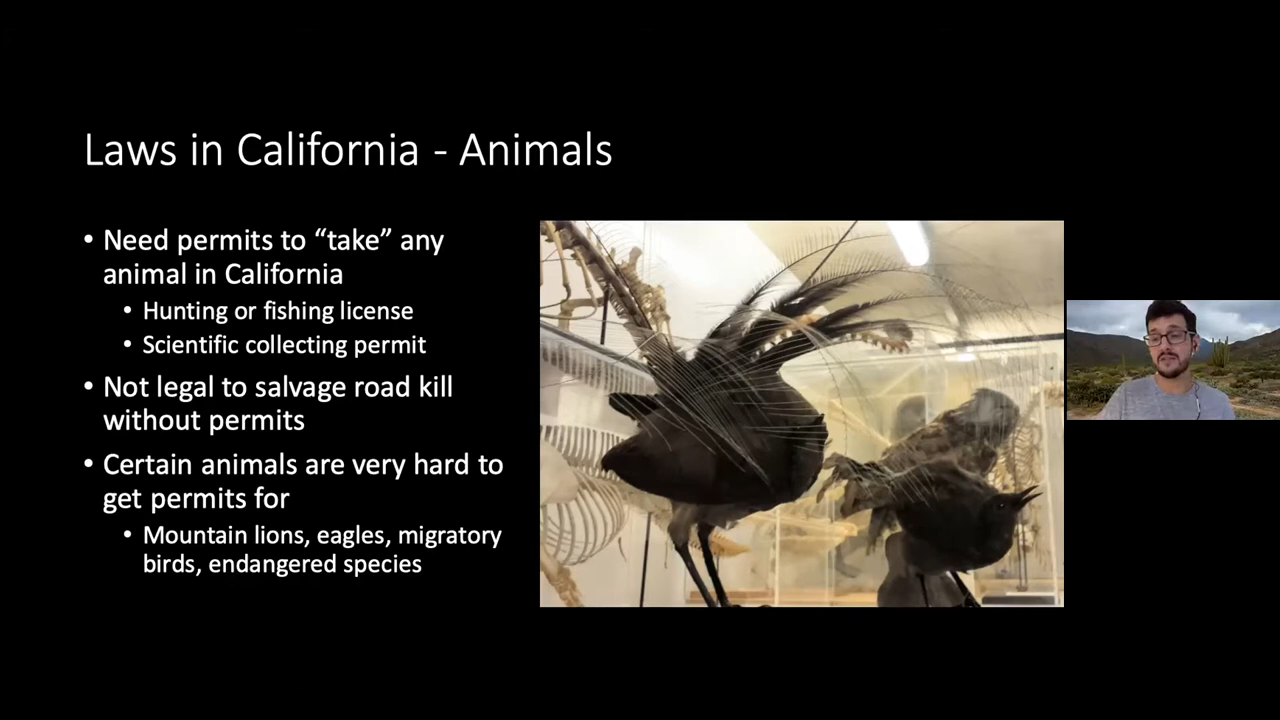 Laws in California - Animals
• Need permits to “take” any
animal in California
• Hunting or fishing license
• Scientific collecting permit
• Not legal to salvage road kill
without permits
• Certain animals are very hard to
get permits for
• Mountain lions, eagles, migratory
birds, endangered species